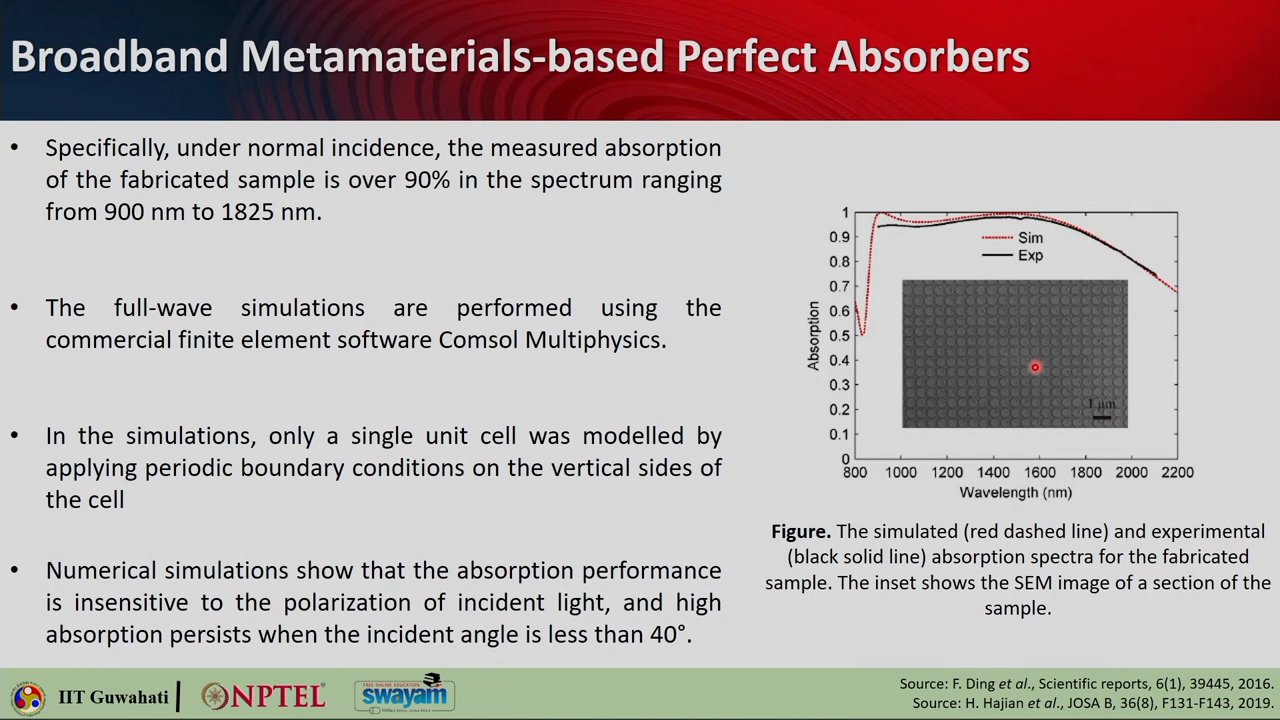 Broadband Metamaterials-based Perfect Absorbers
• Specifically, under normal incidence, the measured absorption
of the fabricated sample is over 90% in the spectrum ranging
from 900 nm to 1825 nm.
• The full-wave simulations are performed using the
commercial finite element software Comsol Multiphysics.
• In the simulations, only a single unit cell was modelled by
applying periodic boundary conditions on the vertical sides of
the cell
• Numerical simulations show that the absorption performance
is insensitive to the polarization of incident light, and high
absorption persists when the incident angle is less than 40°.
1
0.9
0.8
0.7
0.6
0.5
0.4
0.3
0.2
0.1
0
Absorption
Sim
Exp
1 μm
800 1000 1200 1400 1600 1800 2000 2200
Wavelength (nm)
Figure. The simulated (red dashed line) and experimental
(black solid line) absorption spectra for the fabricated
sample. The inset shows the SEM image of a section of the
sample.
IIT Guwahati
NPTEL
FREE ONLINE EDUCATION
swayam
Source: F. Ding et al., Scientific reports, 6(1), 39445, 2016.
Source: H. Hajian et al., JOSA B, 36(8), F131-F143, 2019.